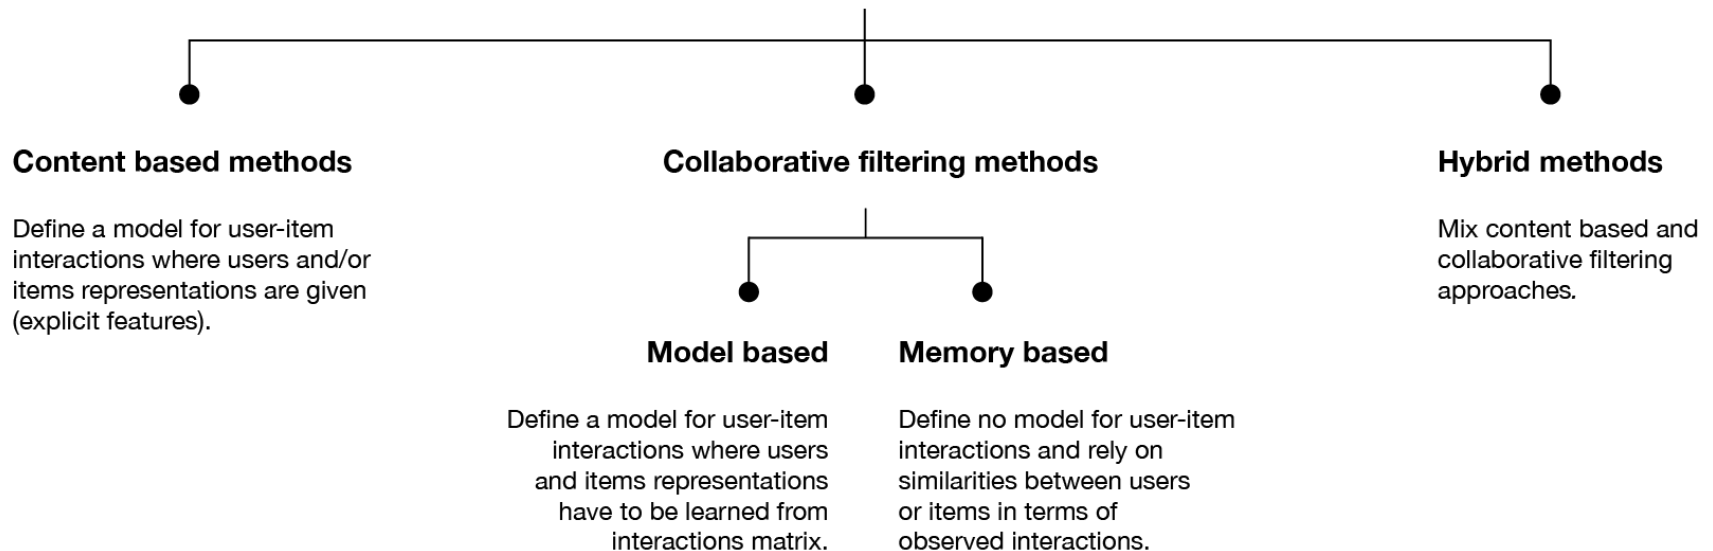 Content based methods
Define a model for user-item
interactions where users and/or
items representations are given
(explicit features).
Collaborative filtering methods
Model based
Define a model for user-item
interactions where users
and items representations
have to be learned from
interactions matrix.
Memory based
Define no model for user-item
interactions and rely on
similarities between users
or items in terms of
observed interactions.
Hybrid methods
Mix content based and
collaborative filtering
approaches.